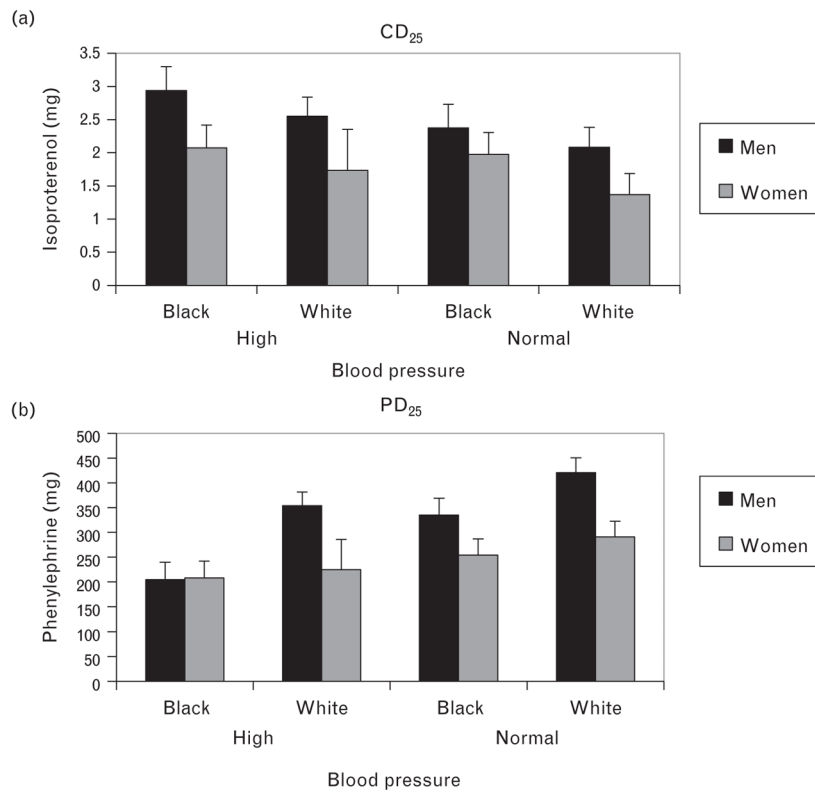 (a)
CD25
Isoproterenol (mg)
3.5
3
2.5
2
1.5
1
0.5
0
Black White Black White
High Normal
Blood pressure
Men
Women
(b)
PD25
Phenylephrine (mg)
500
450
400
350
300
250
200
150
100
50
0
Black White Black White
High Normal
Blood pressure
Men
Women